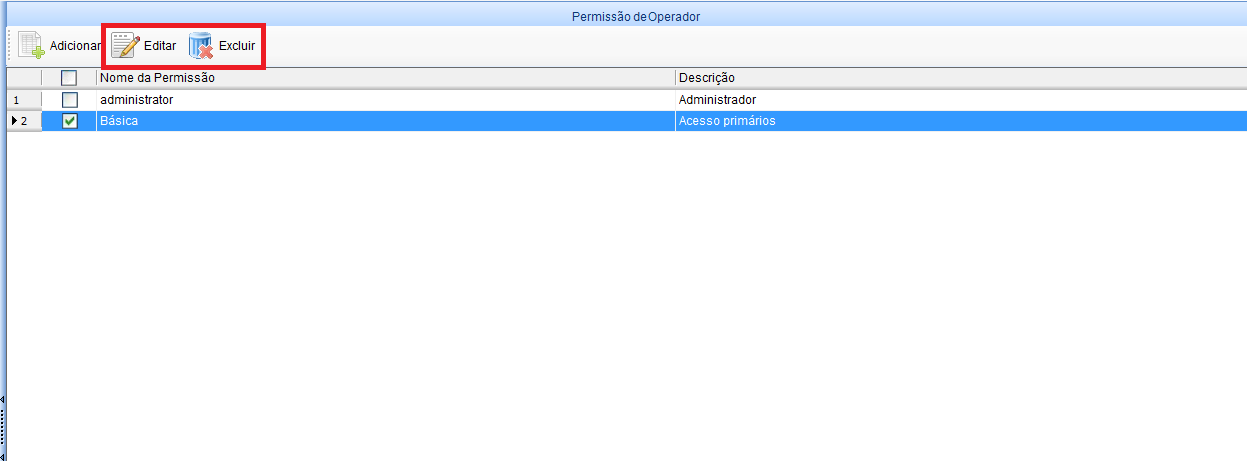 Permissão de Operador
Adicionar Editar Excluir
Nome da Permissão Descrição
1 administrator Administrador
2 Básica Acesso primários